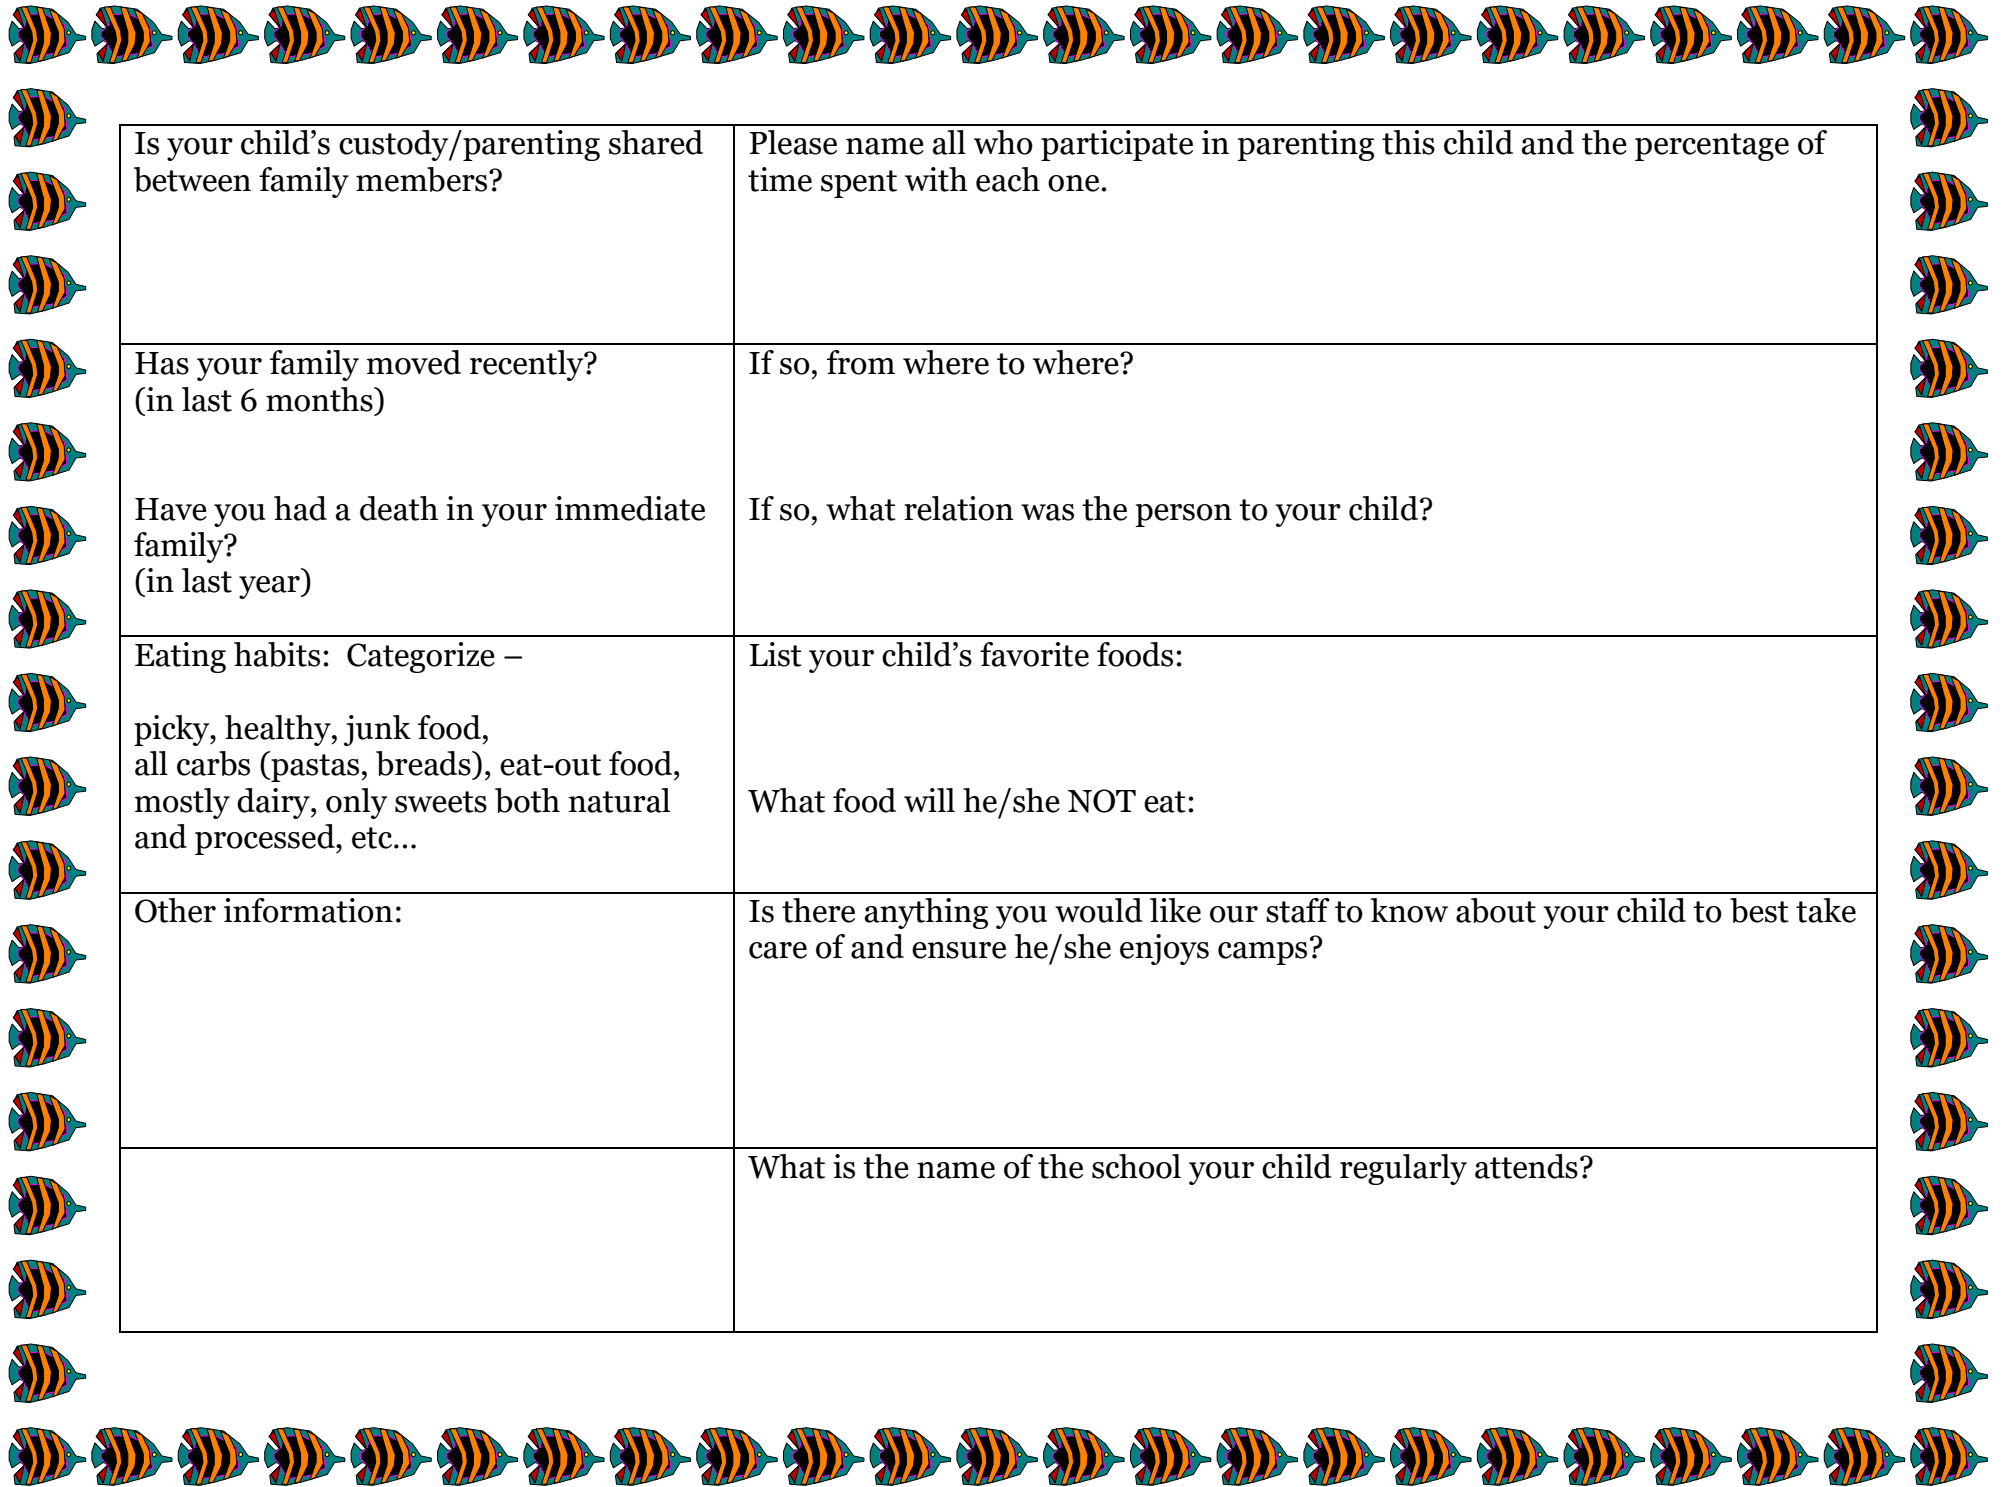 Is your child’s custody/parenting shared
between family members?
Please name all who participate in parenting this child and the percentage of
time spent with each one.
Has your family moved recently?
(in last 6 months)
If so, from where to where?
Have you had a death in your immediate
family?
(in last year)
If so, what relation was the person to your child?
Eating habits:  Categorize –
picky, healthy, junk food,
all carbs (pastas, breads), eat-out food,
mostly dairy, only sweets both natural
and processed, etc…
List your child’s favorite foods:
What food will he/she NOT eat:
Other information:
Is there anything you would like our staff to know about your child to best take
care of and ensure he/she enjoys camps?
What is the name of the school your child regularly attends?